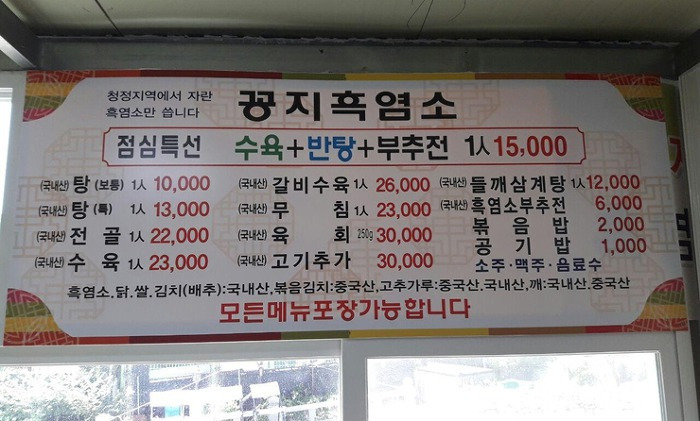 청정지역에서 자란
흑염소만 씁니다
꽁지흑염소
점심특선 수육+반탕+부추전 1人 15,000
(국내산) 탕 (보통) 1人 10,000
(국내산) 탕 (특) 1人 13,000
(국내산) 전골 1人 22,000
(국내산) 수육 1人 23,000
(국내산) 갈비수육 1人 26,000
(국내산) 무침 1人 23,000
(국내산) 육회 250g 30,000
(국내산) 고기추가 30,000
(국내산) 들깨삼계탕 1人 12,000
(국내산) 흑염소부추전 6,000
볶음밥 2,000
공기밥 1,000
소주·맥주·음료수
흑염소.닭.쌀.김치(배추):국내산,볶음김치:중국산,고추가루:중국산,국내산,깨:국내산,중국산
모든메뉴포장가능합니다